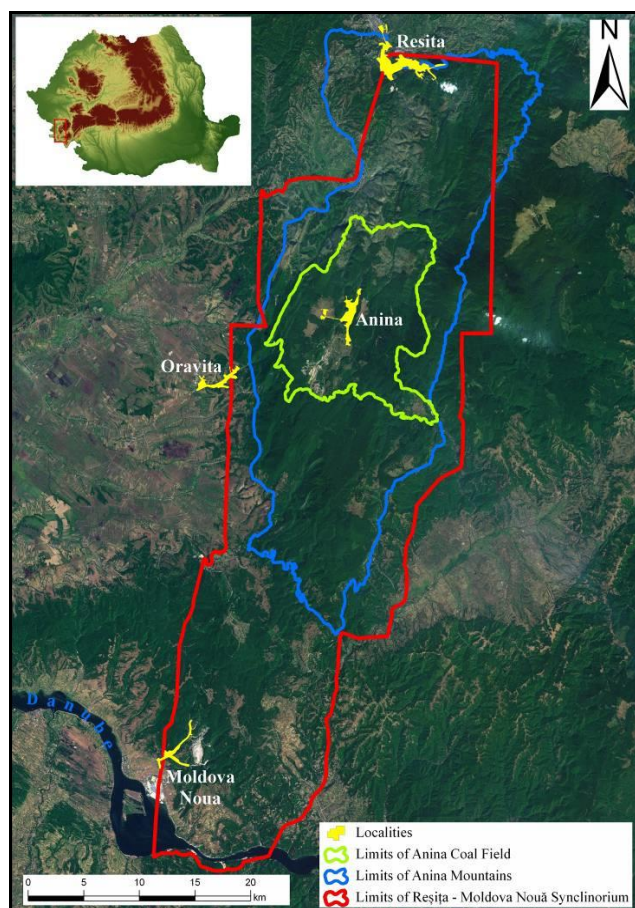 Resita
N
Anina
Oravita
Danube
Moldova
Noua
Localities
Limits of Anina Coal Field
Limits of Anina Mountains
Limits of Reșița - Moldova Nouă Synclinorium
0 5 10 15 20
km